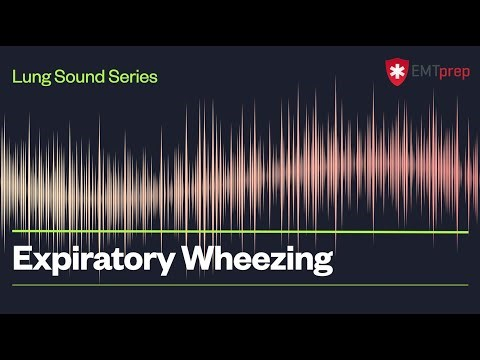 Lung Sound Series
EMTprep
Expiratory Wheezing